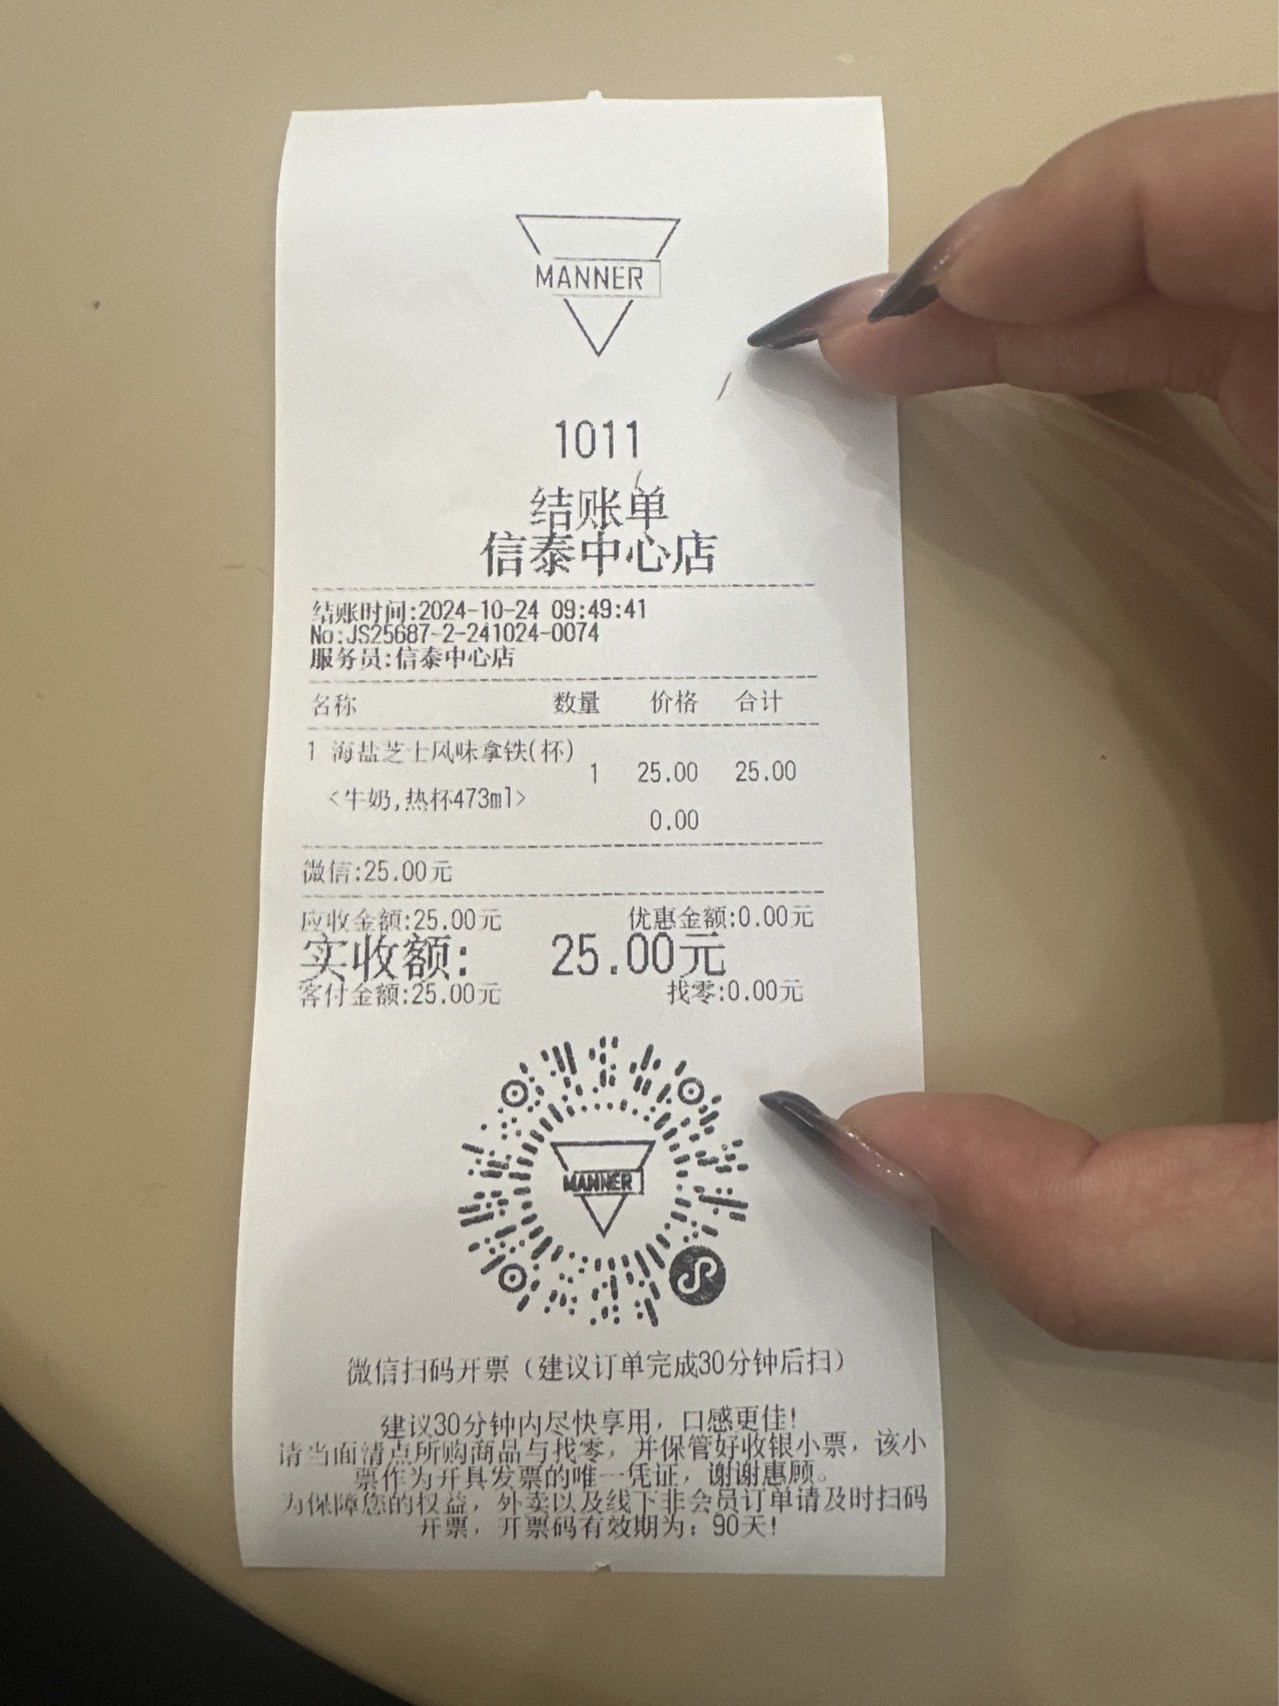 MANNER
1011
结账单
信泰中心店
结账时间:2024-10-24 09:49:41
No:JS25687-2-241024-0074
服务员:信泰中心店
名称 数量 价格 合计
1 海盐芝士风味拿铁(杯) 1 25.00 25.00
<牛奶,热杯473ml> 0.00
微信:25.00元
应收金额:25.00元 优惠金额:0.00元
实收额: 25.00元
客付金额:25.00元 找零:0.00元
MANNER
微信扫码开票（建议订单完成30分钟后扫）
建议30分钟内尽快享用，口感更佳!
请当面清点所购商品与找零，并保管好收银小票，该小
票作为开具发票的唯一凭证，谢谢惠顾。
为保障您的权益，外卖以及线下非会员订单请及时扫码
开票，开票码有效期为：90天!